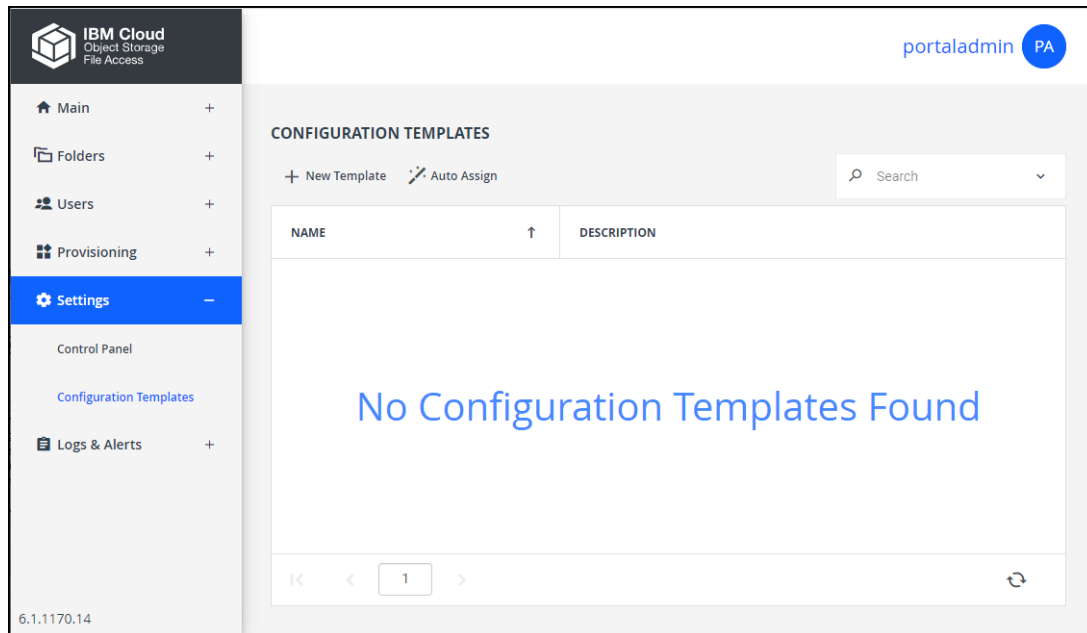 IBM Cloud
Object Storage
File Access
portaladmin PA
Main
Folders
Users
Provisioning
Settings
Control Panel
Configuration Templates
Logs & Alerts
6.1.1170.14
CONFIGURATION TEMPLATES
New Template Auto Assign Search
NAME DESCRIPTION
No Configuration Templates Found
1